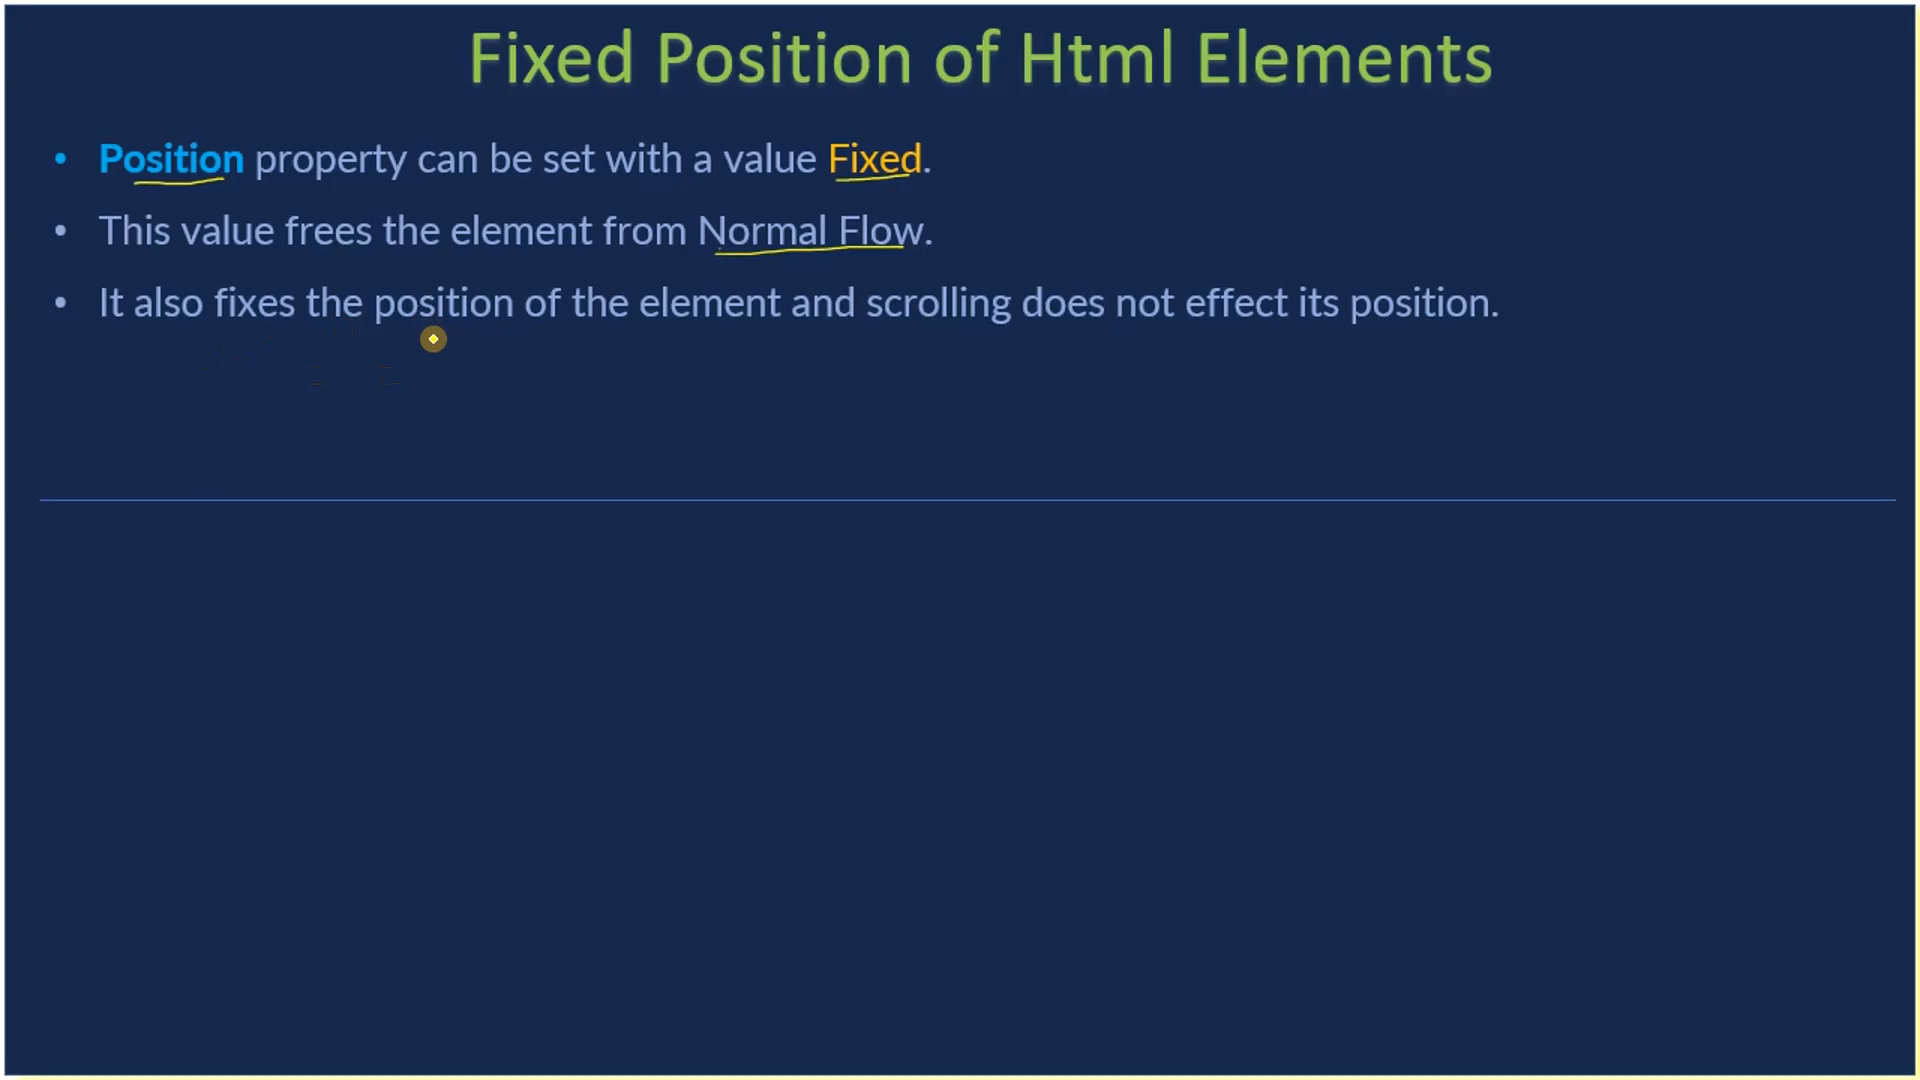 Fixed Position of Html Elements
• Position property can be set with a value Fixed.
• This value frees the element from Normal Flow.
• It also fixes the position of the element and scrolling does not effect its position.